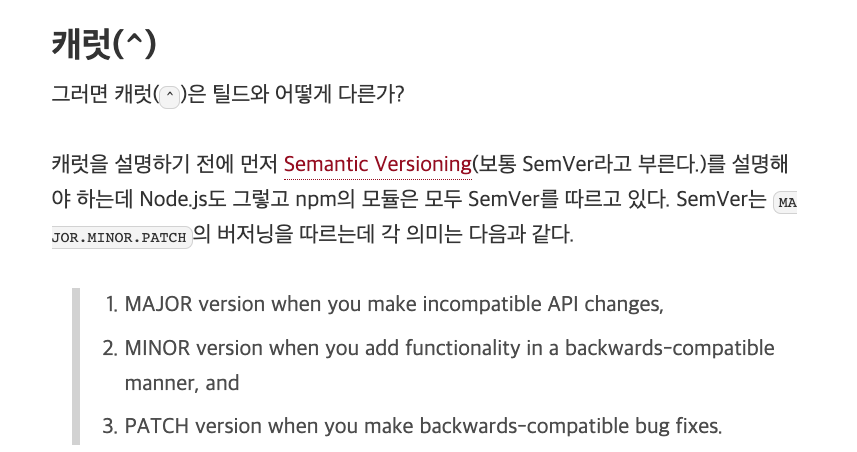 캐럿(^)
그러면 캐럿(^)은 틸드와 어떻게 다른가?
캐럿을 설명하기 전에 먼저 Semantic Versioning(보통 SemVer라고 부른다.)를 설명해
야 하는데 Node.js도 그렇고 npm의 모듈은 모두 SemVer를 따르고 있다. SemVer는 MA
JOR.MINOR.PATCH의 버저닝을 따르는데 각 의미는 다음과 같다.
1. MAJOR version when you make incompatible API changes,
2. MINOR version when you add functionality in a backwards-compatible
manner, and
3. PATCH version when you make backwards-compatible bug fixes.